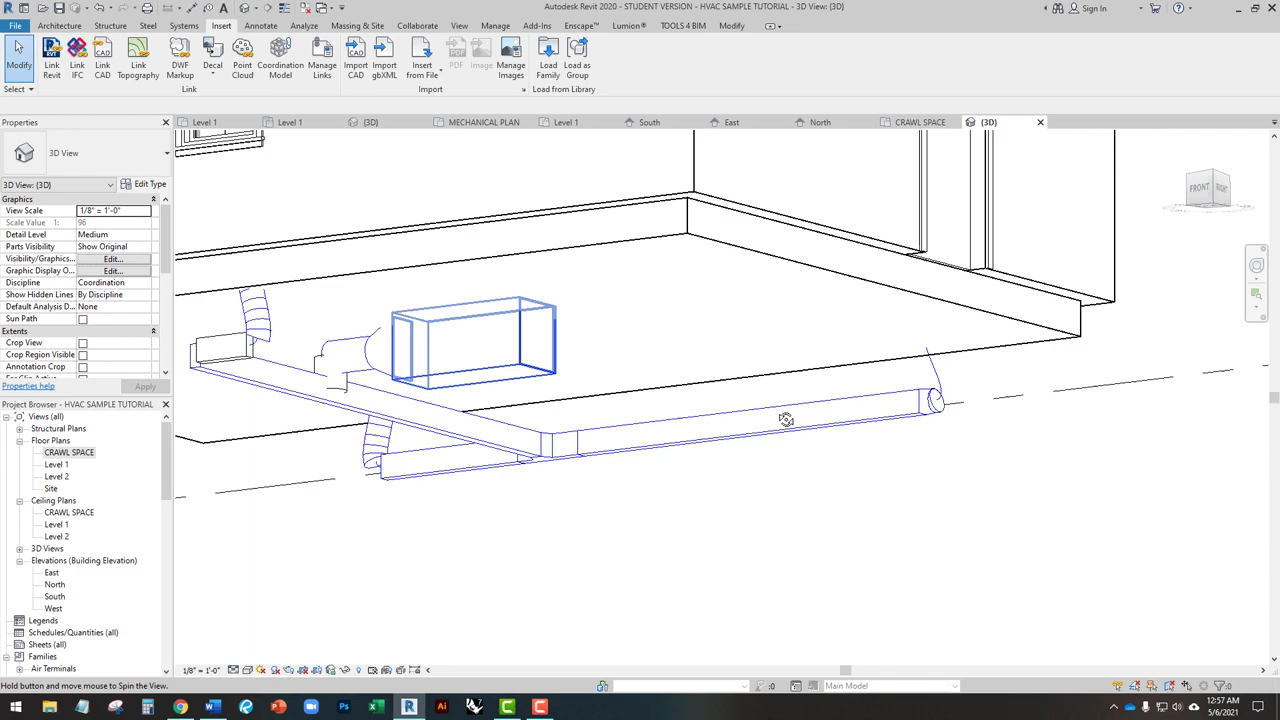 Autodesk Revit 2020 - STUDENT VERSION - HVAC SAMPLE TUTORIAL - 3D View: {3D}
Sign In
File Architecture Structure Steel Systems Insert Annotate Analyze Massing & Site Collaborate View Manage Add-Ins Enscape™ Lumion® TOOLS 4 BIM Modify
Modify
Link Revit
Link IFC
Link CAD
Link Topography
DWF Markup
Decal
Point Cloud
Coordination Model
Manage Links
Import CAD
Import gbXML
Insert from File
PDF
Image
Manage Images
Load Family
Load as Group
Select
Link
Import
Load from Library
Properties
Level 1
Level 1
{3D}
MECHANICAL PLAN
Level 1
South
East
North
CRAWL SPACE
{3D}
3D View
3D View: {3D}
Edit Type
Graphics
View Scale 1/8" = 1'-0"
Scale Value 1: 96
Detail Level Medium
Parts Visibility Show Original
Visibility/Graphics... Edit...
Graphic Display O... Edit...
Discipline Coordination
Show Hidden Lines By Discipline
Default Analysis D... None
Sun Path
Extents
Crop View
Crop Region Visible
Annotation Crop
Properties help
Apply
FRONT
RIGHT
Project Browser - HVAC SAMPLE TUTORIAL
Views (all)
Structural Plans
Floor Plans
CRAWL SPACE
Level 1
Level 2
Site
Ceiling Plans
CRAWL SPACE
Level 1
Level 2
3D Views
Elevations (Building Elevation)
East
North
South
West
Legends
Schedules/Quantities (all)
Sheets (all)
Families
Air Terminals
1/8" = 1'-0"
Hold button and move mouse to Spin the View.
:0
Main Model
:0
12:57 AM
5/6/2021